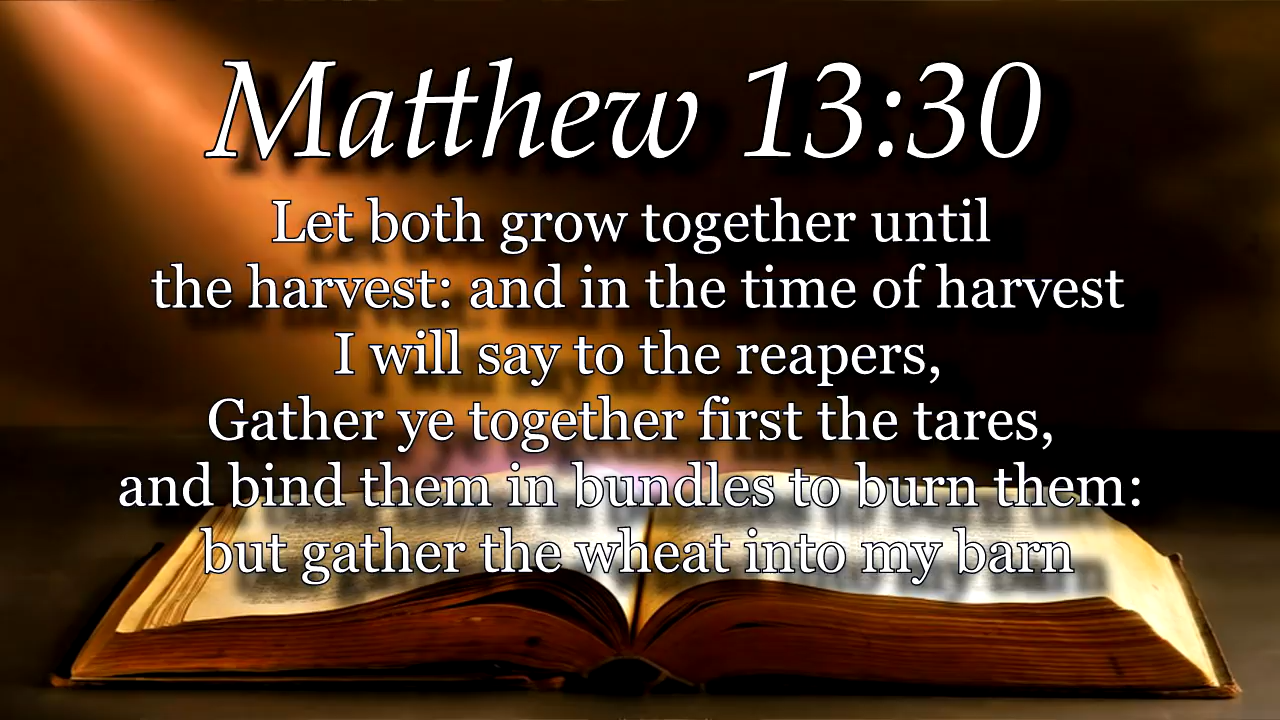 Matthew 13:30
Let both grow together until
the harvest: and in the time of harvest
I will say to the reapers,
Gather ye together first the tares,
and bind them in bundles to burn them:
but gather the wheat into my barn